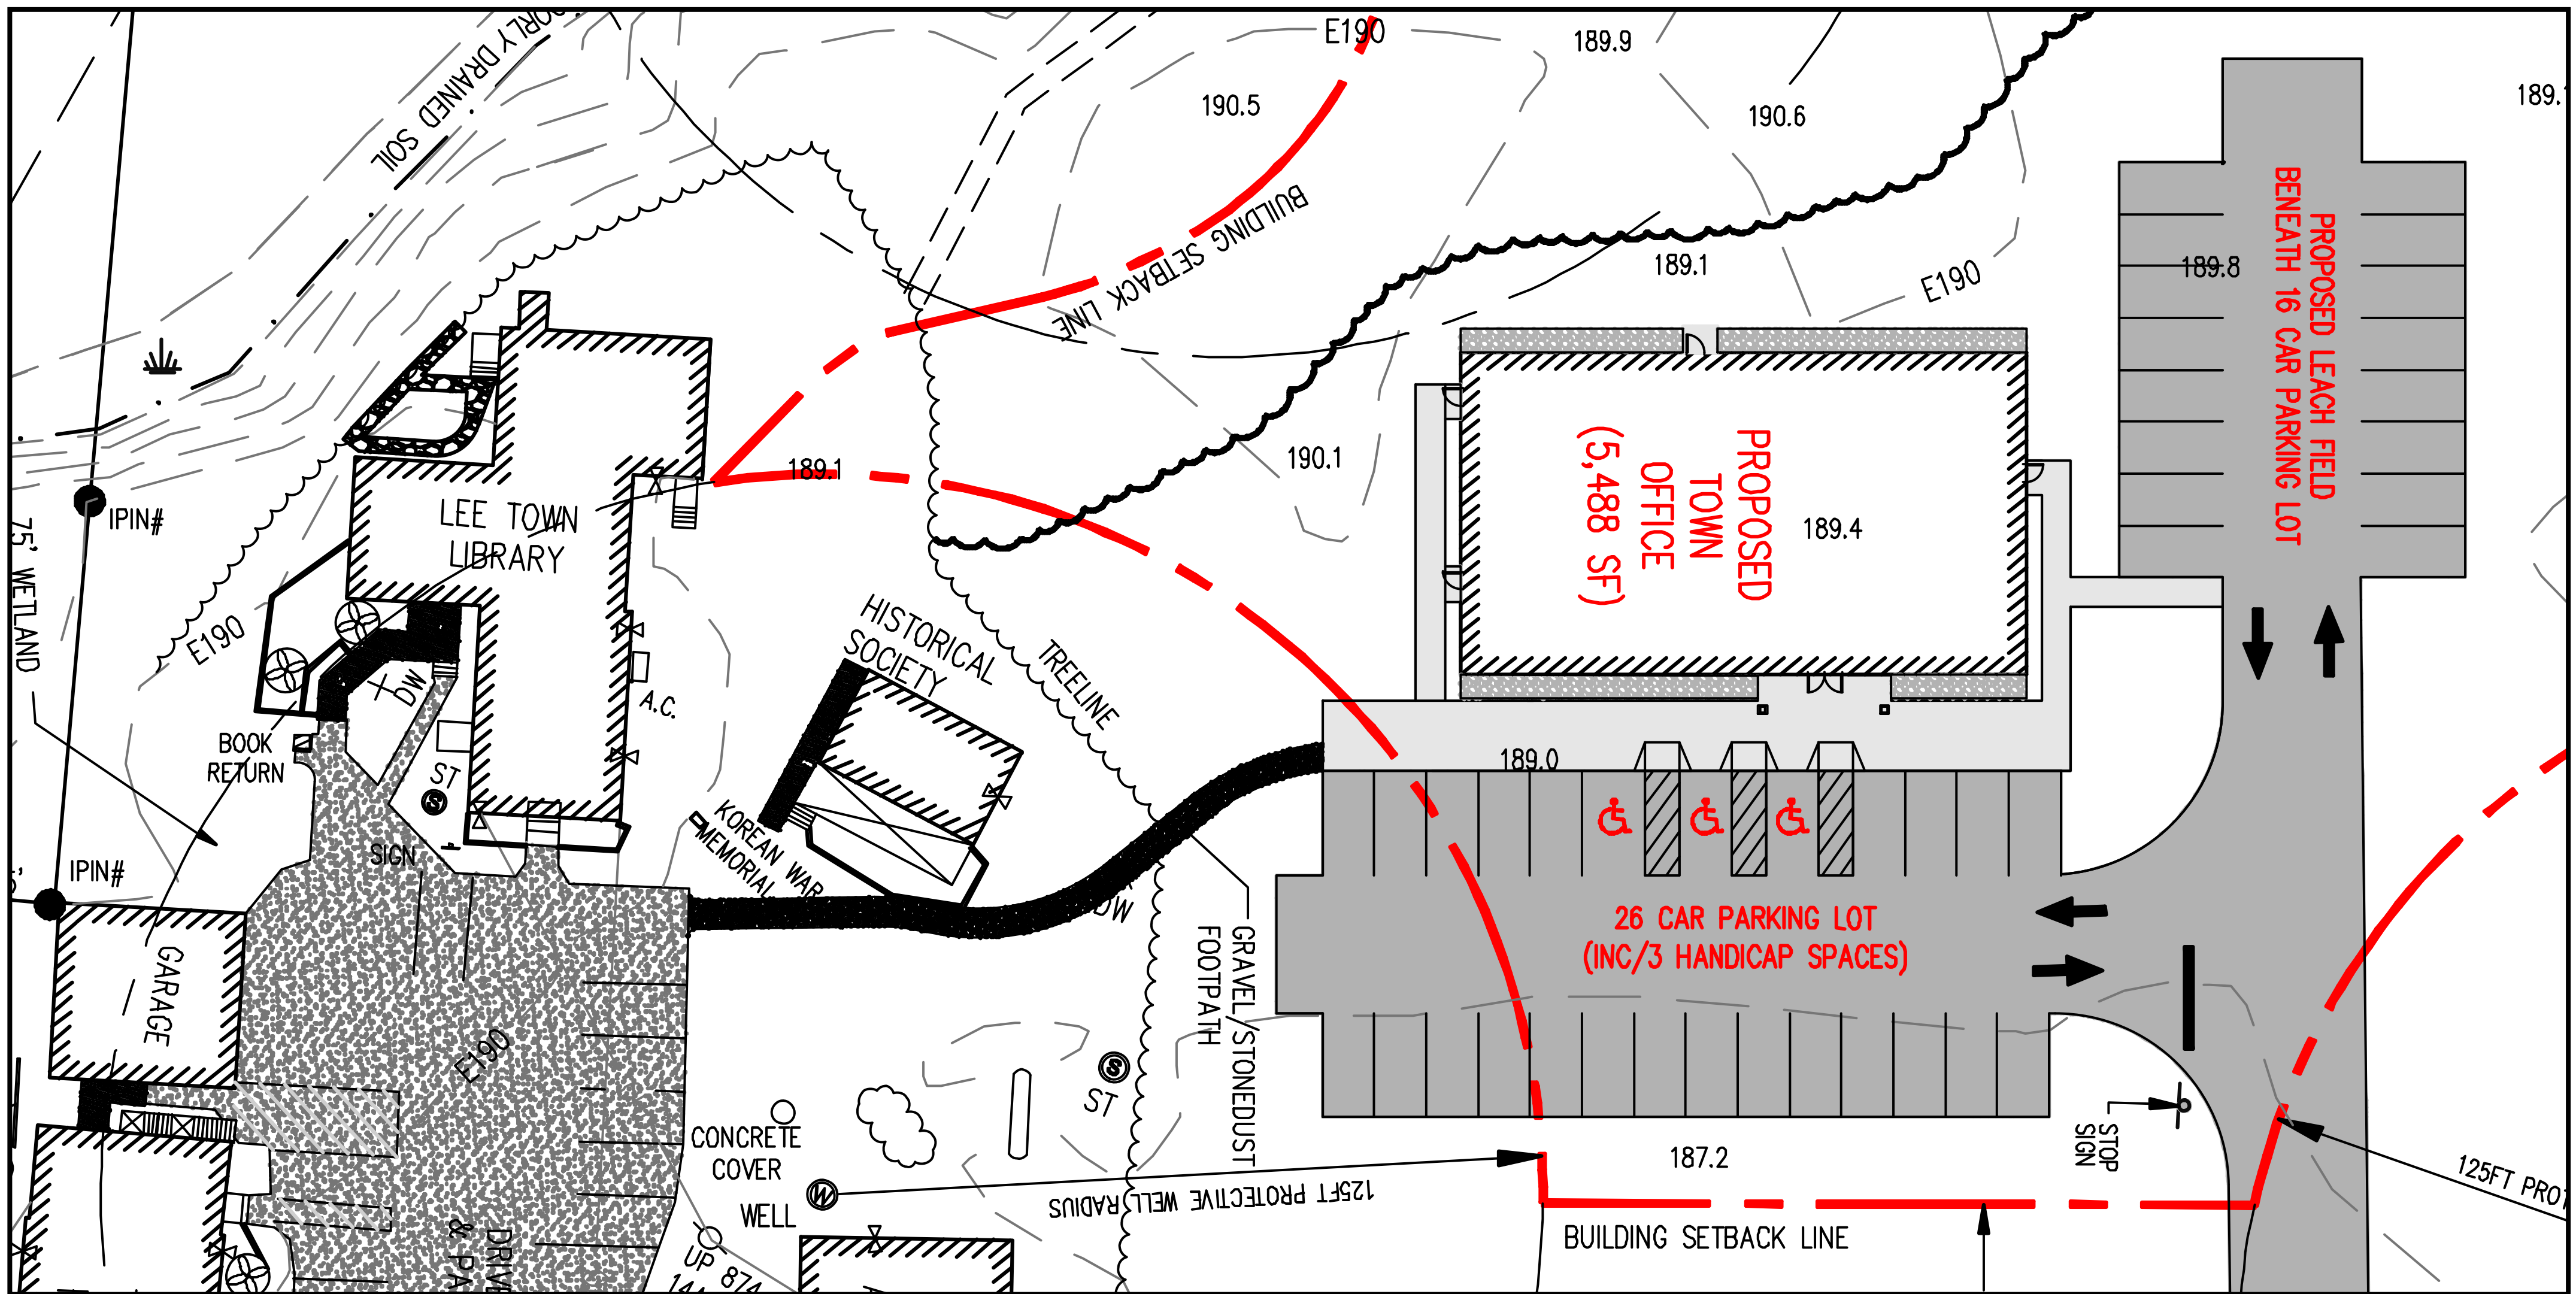 E190
189.9
190.5
190.6
189.1
189.8
189.1
E190
190.1
189.4
189.1
189.0
187.2
SOIL
BUILDING SETBACK LINE
PROPOSED LEACH FIELD
BENEATH 16 CAR PARKING LOT
PROPOSED
TOWN
OFFICE
(5,488 SF)
LEE TOWN
LIBRARY
IPIN#
75' WETLAND
E190
DW
A.C.
HISTORICAL
SOCIETY
TREELINE
BOOK
RETURN
ST
S
SIGN
KOREAN WAR
MEMORIAL
DW
IPIN#
GARAGE
E190
GRAVEL/STONEDUST
FOOTPATH
26 CAR PARKING LOT
(INC/3 HANDICAP SPACES)
S
ST
CONCRETE
COVER
W
WELL
125FT PROTECTIVE WELL RADIUS
STOP
SIGN
BUILDING SETBACK LINE
UP 874